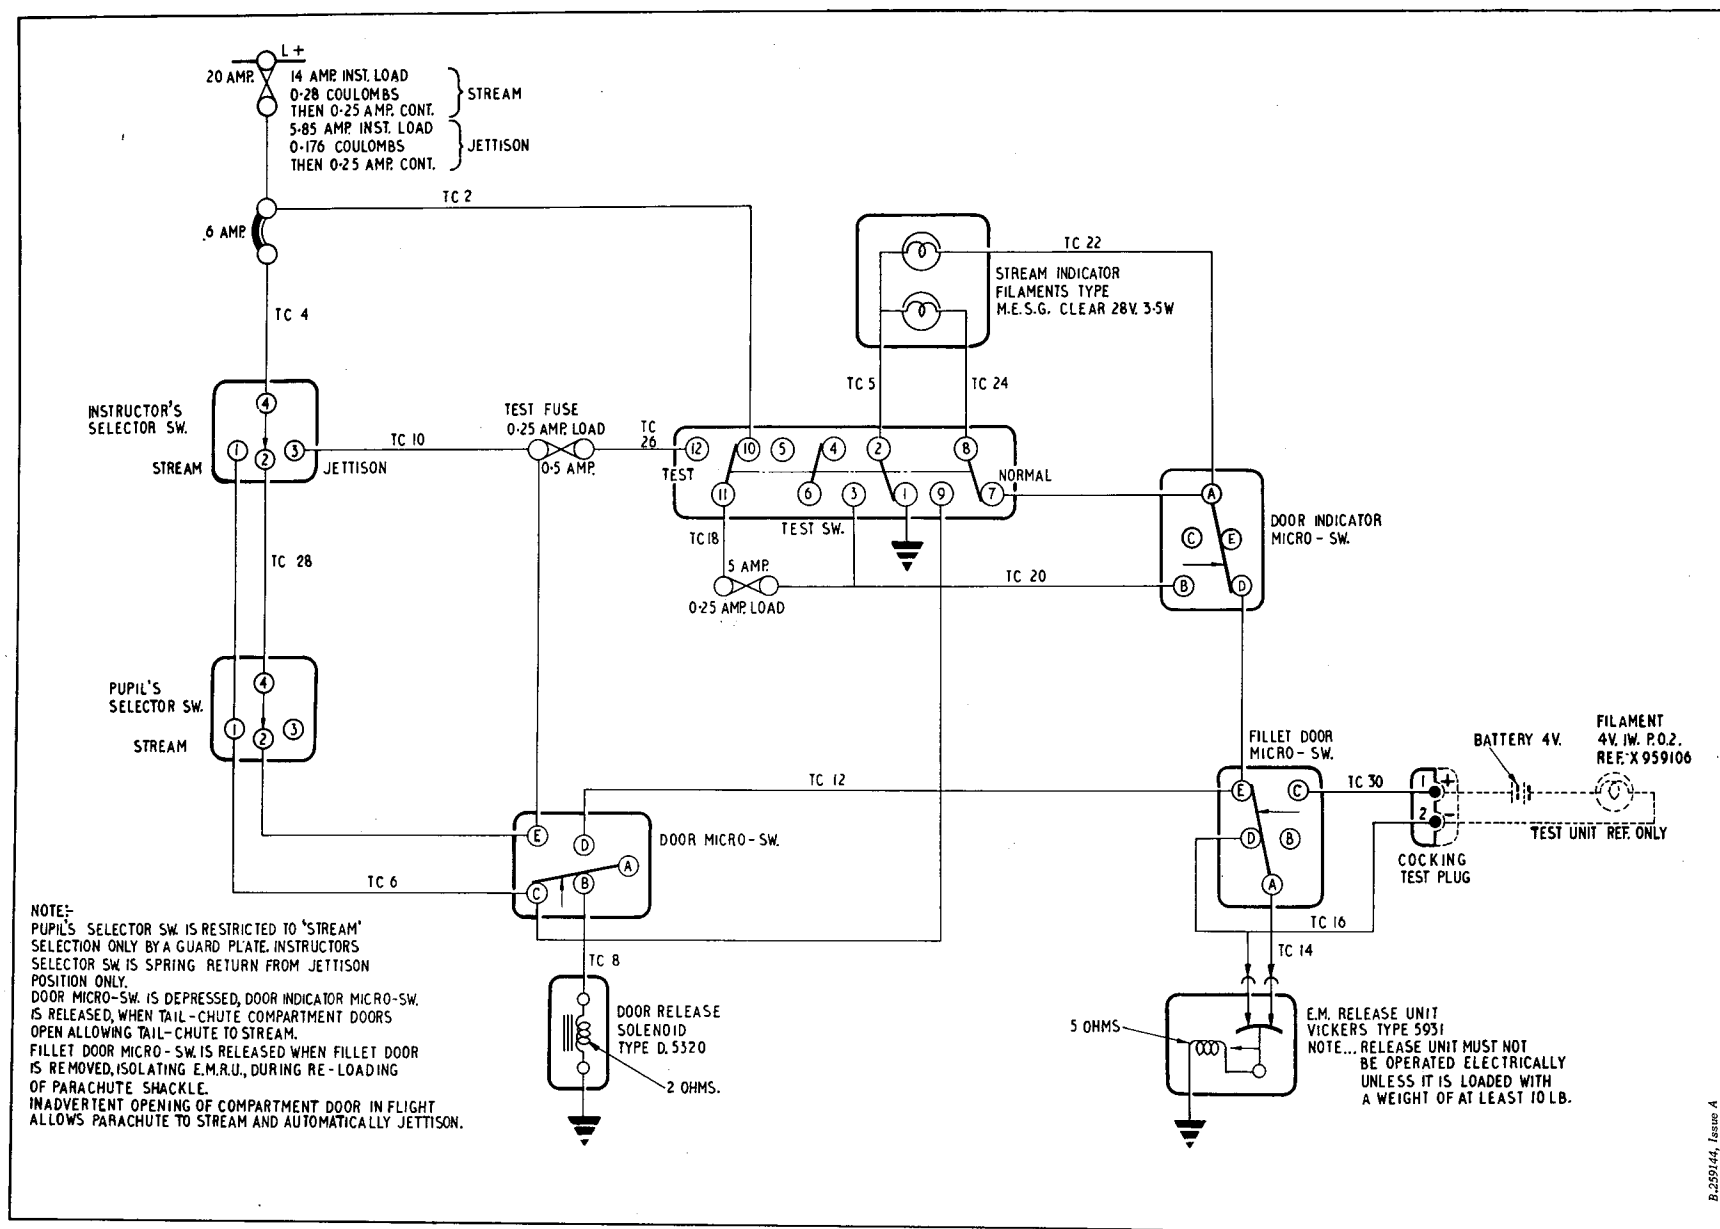 L+
20 AMP.
14 AMP. INST. LOAD
0·28 COULOMBS
THEN 0·25 AMP. CONT.
STREAM
5·85 AMP. INST. LOAD
0·176 COULOMBS
THEN 0·25 AMP. CONT.
JETTISON
TC 2
6 AMP.
TC 4
STREAM INDICATOR
FILAMENTS TYPE
M.E.S.G. CLEAR 28V. 3·5W
TC 22
TC 5
TC 24
INSTRUCTOR'S
SELECTOR SW.
4
1
2
3
STREAM
JETTISON
TC 10
TEST FUSE
0·25 AMP. LOAD
0·5 AMP.
TC
26
12
10
5
4
2
8
TEST
NORMAL
11
6
3
1
9
7
TEST SW.
TC 18
5 AMP.
0·25 AMP. LOAD
TC 20
A
C
E
B
D
DOOR INDICATOR
MICRO-SW.
TC 28
PUPIL'S
SELECTOR SW.
4
1
2
3
STREAM
TC 12
FILLET DOOR
MICRO-SW.
E
C
D
B
A
TC 30
1
+
2
-
COCKING
TEST PLUG
BATTERY 4V.
FILAMENT
4V. 1W. P.O.2.
REF. X 959106
TEST UNIT REF. ONLY
E
D
A
C
B
DOOR MICRO-SW.
TC 6
TC 16
TC 14
TC 8
DOOR RELEASE
SOLENOID
TYPE D. 5320
2 OHMS.
5 OHMS
E.M. RELEASE UNIT
VICKERS TYPE 5931
NOTE... RELEASE UNIT MUST NOT
BE OPERATED ELECTRICALLY
UNLESS IT IS LOADED WITH
A WEIGHT OF AT LEAST 10 LB.
NOTE:-
PUPIL'S SELECTOR SW. IS RESTRICTED TO 'STREAM'
SELECTION ONLY BY A GUARD PLATE. INSTRUCTORS
SELECTOR SW. IS SPRING RETURN FROM JETTISON
POSITION ONLY.
DOOR MICRO-SW. IS DEPRESSED, DOOR INDICATOR MICRO-SW.
IS RELEASED, WHEN TAIL-CHUTE COMPARTMENT DOORS
OPEN ALLOWING TAIL-CHUTE TO STREAM.
FILLET DOOR MICRO-SW. IS RELEASED WHEN FILLET DOOR
IS REMOVED, ISOLATING E.M.R.U., DURING RE-LOADING
OF PARACHUTE SHACKLE.
INADVERTENT OPENING OF COMPARTMENT DOOR IN FLIGHT
ALLOWS PARACHUTE TO STREAM AND AUTOMATICALLY JETTISON.
B.259144, Issue A